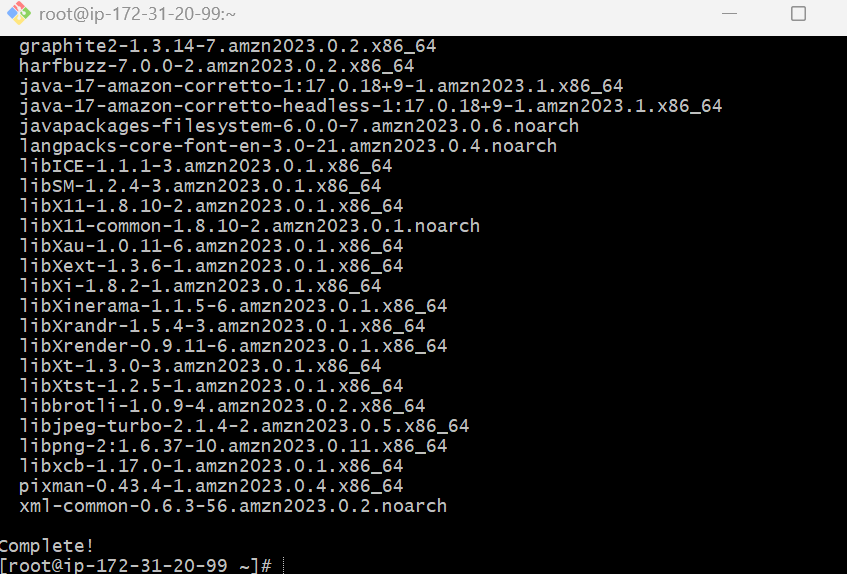 root@ip-172-31-20-99:~
graphite2-1.3.14-7.amzn2023.0.2.x86_64
harfbuzz-7.0.0-2.amzn2023.0.2.x86_64
java-17-amazon-corretto-1:17.0.18+9-1.amzn2023.1.x86_64
java-17-amazon-corretto-headless-1:17.0.18+9-1.amzn2023.1.x86_64
javapackages-filesystem-6.0.0-7.amzn2023.0.6.noarch
langpacks-core-font-en-3.0-21.amzn2023.0.4.noarch
libICE-1.1.1-3.amzn2023.0.1.x86_64
libSM-1.2.4-3.amzn2023.0.1.x86_64
libX11-1.8.10-2.amzn2023.0.1.x86_64
libX11-common-1.8.10-2.amzn2023.0.1.noarch
libXau-1.0.11-6.amzn2023.0.1.x86_64
libXext-1.3.6-1.amzn2023.0.1.x86_64
libXi-1.8.2-1.amzn2023.0.1.x86_64
libXinerama-1.1.5-6.amzn2023.0.1.x86_64
libXrandr-1.5.4-3.amzn2023.0.1.x86_64
libXrender-0.9.11-6.amzn2023.0.1.x86_64
libXt-1.3.0-3.amzn2023.0.1.x86_64
libXtst-1.2.5-1.amzn2023.0.1.x86_64
libbrotli-1.0.9-4.amzn2023.0.2.x86_64
libjpeg-turbo-2.1.4-2.amzn2023.0.5.x86_64
libpng-2:1.6.37-10.amzn2023.0.11.x86_64
libxcb-1.17.0-1.amzn2023.0.1.x86_64
pixman-0.43.4-1.amzn2023.0.4.x86_64
xml-common-0.6.3-56.amzn2023.0.2.noarch
Complete!
[root@ip-172-31-20-99 ~]#